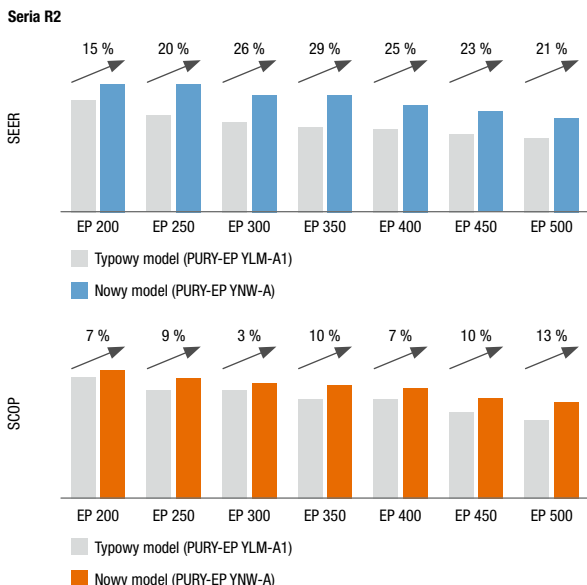 Seria R2
15 % 20 % 26 % 29 % 25 % 23 % 21 %
SEER
EP 200 EP 250 EP 300 EP 350 EP 400 EP 450 EP 500
Typowy model (PURY-EP YLM-A1)
Nowy model (PURY-EP YNW-A)
7 % 9 % 3 % 10 % 7 % 10 % 13 %
SCOP
EP 200 EP 250 EP 300 EP 350 EP 400 EP 450 EP 500
Typowy model (PURY-EP YLM-A1)
Nowy model (PURY-EP YNW-A)